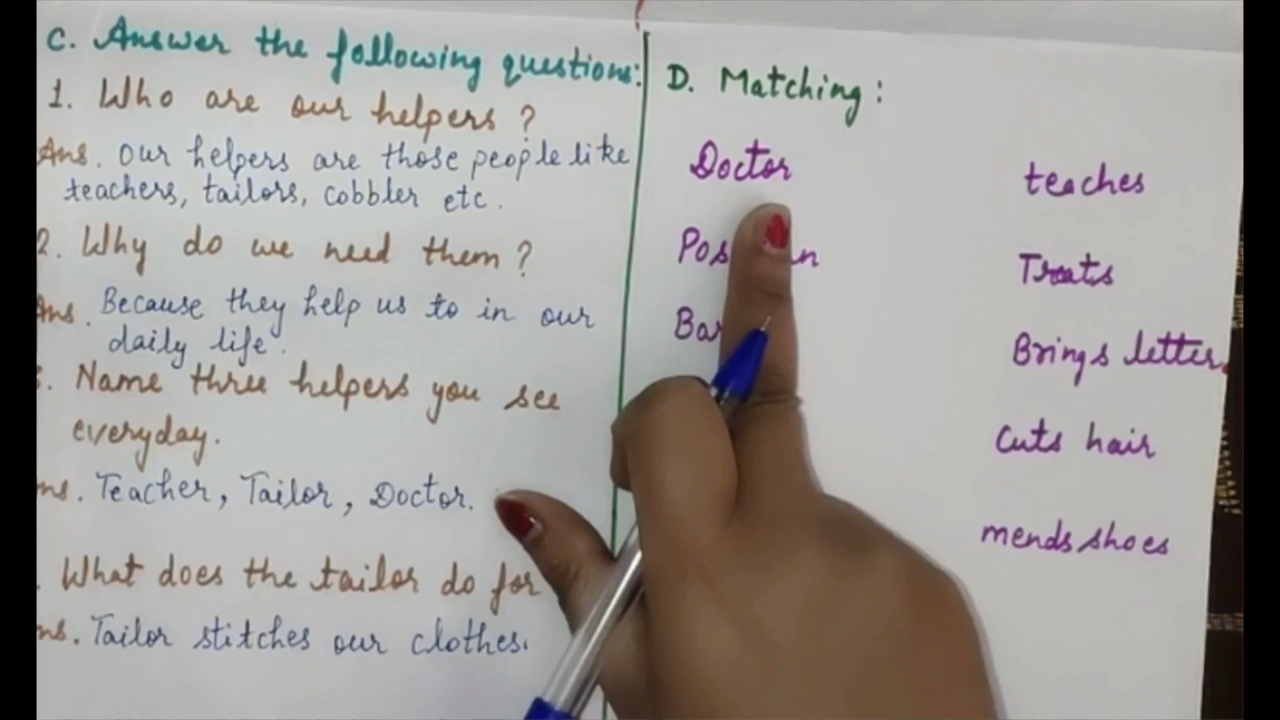 C. Answer the following questions:
1. Who are our helpers ?
Ans. Our helpers are those people like
teachers, tailors, cobbler etc.
2. Why do we need them ?
Ans. Because they help us to in our
daily life.
. Name three helpers you see
everyday.
ns. Teacher, Tailor, Doctor.
. What does the tailor do for
ns. Tailor stitches our clothes.
D. Matching :
Doctor
teaches
Treats
Brings letter
Cuts hair
mends shoes